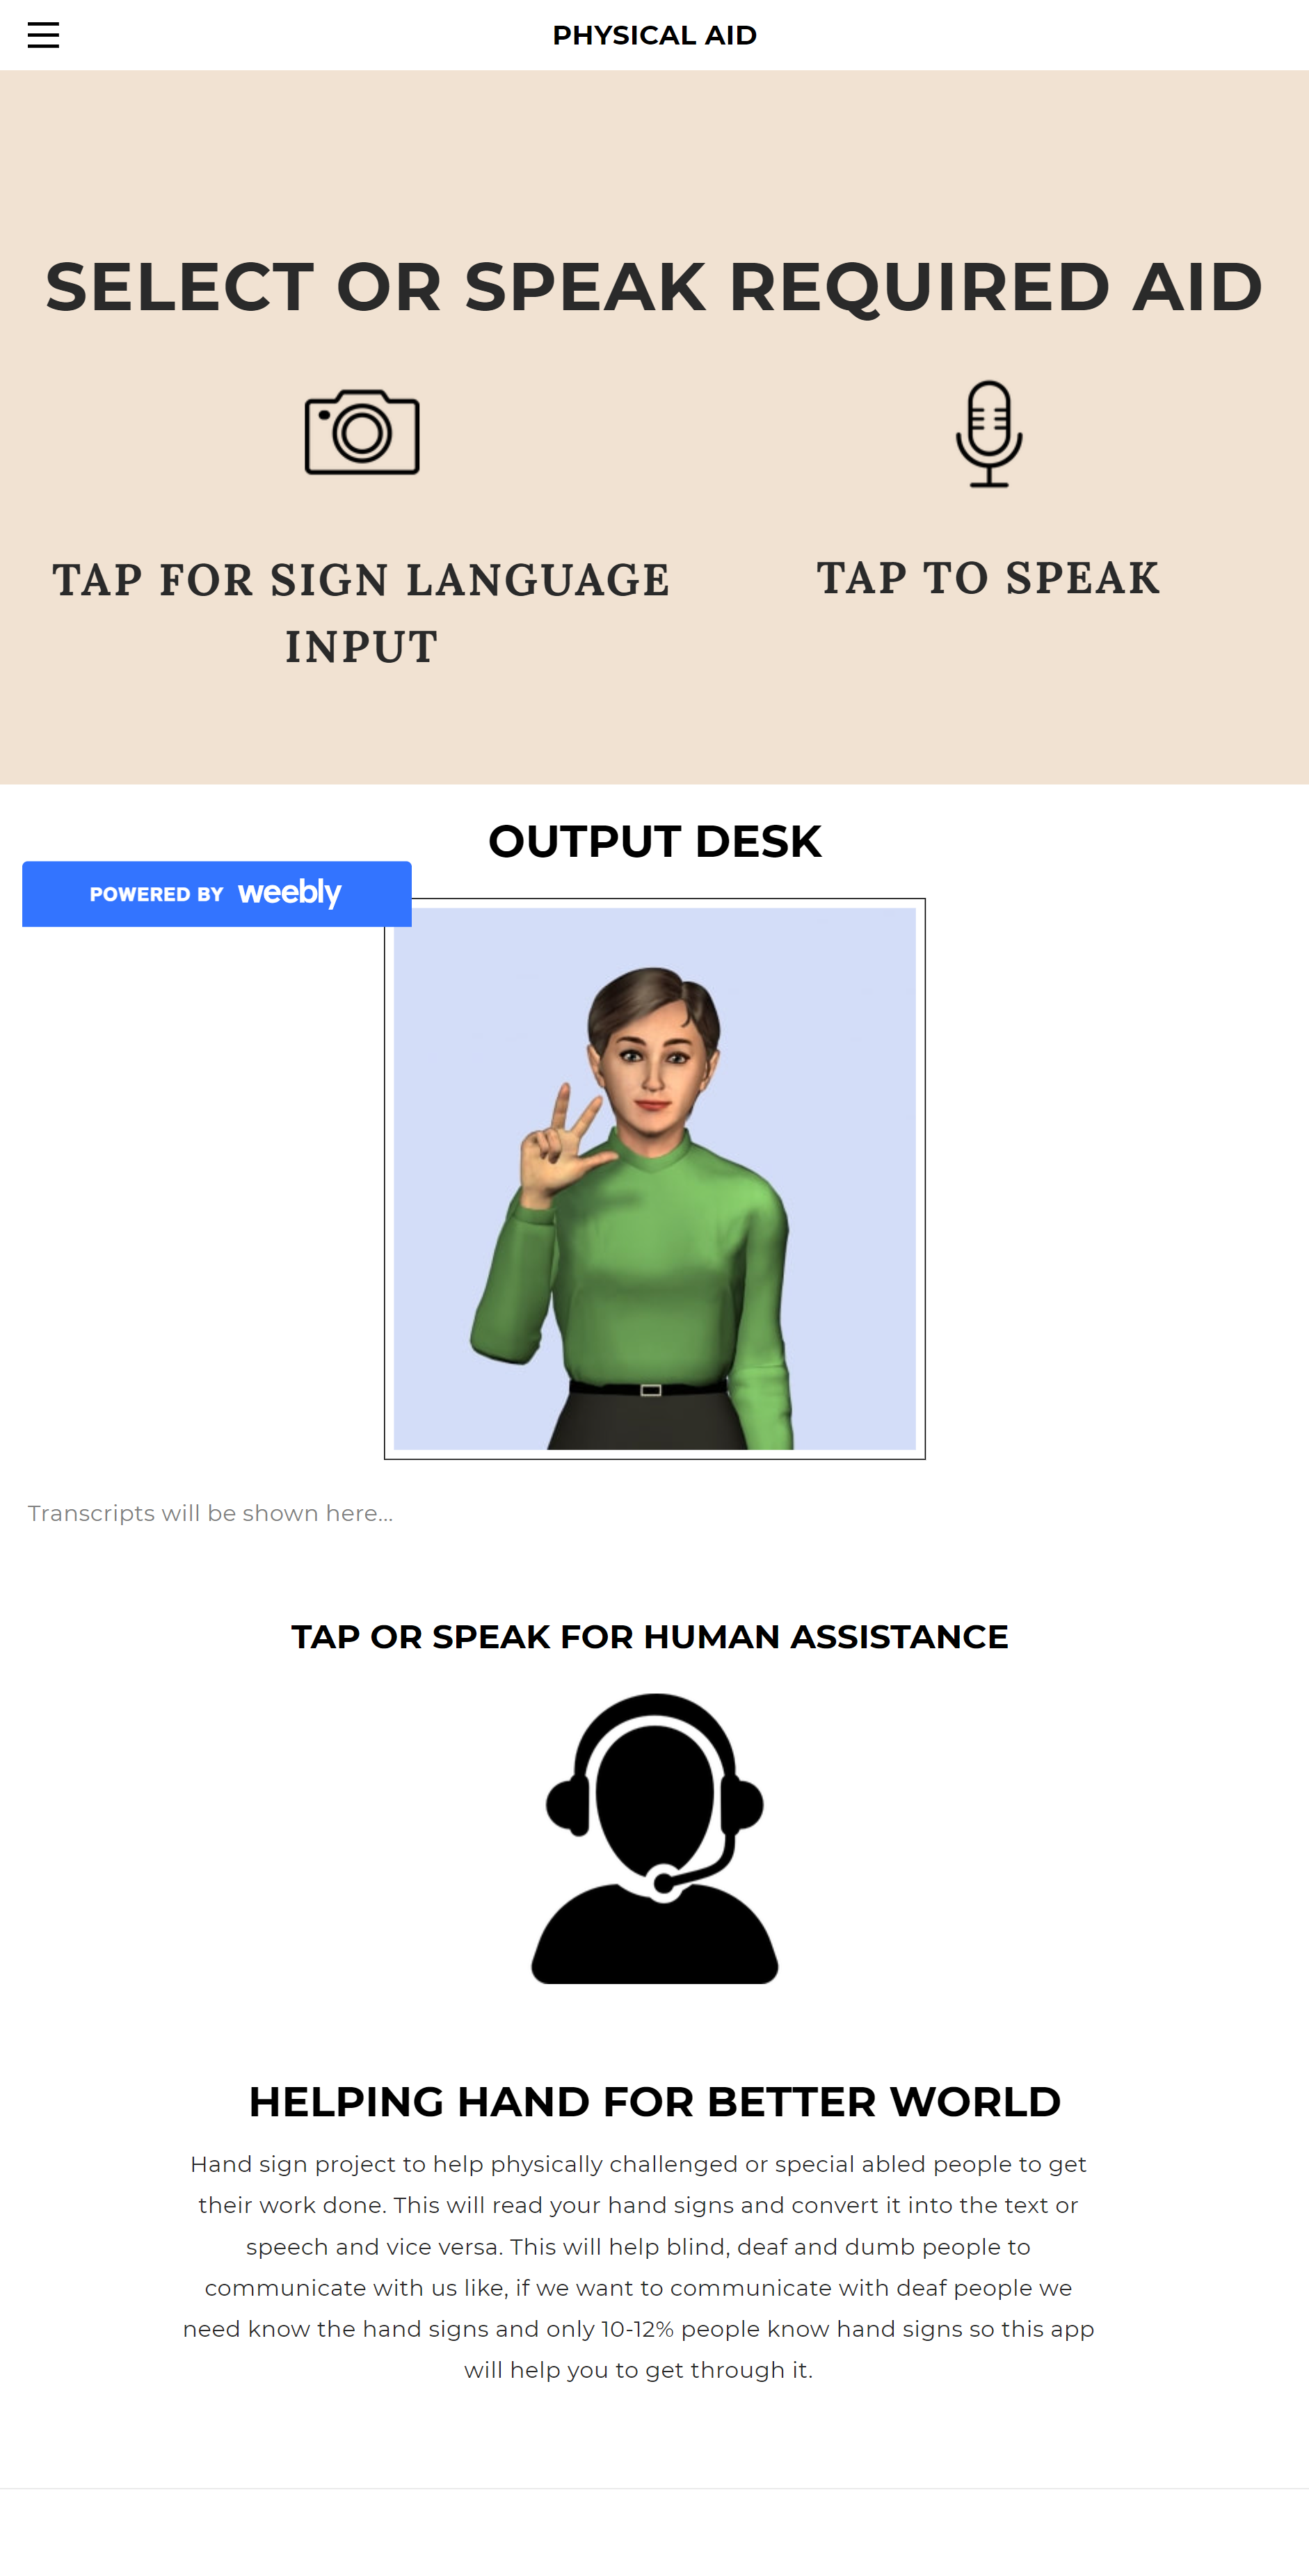 PHYSICAL AID
SELECT OR SPEAK REQUIRED AID
TAP FOR SIGN LANGUAGE
INPUT
TAP TO SPEAK
OUTPUT DESK
POWERED BY weebly
Transcripts will be shown here...
TAP OR SPEAK FOR HUMAN ASSISTANCE
HELPING HAND FOR BETTER WORLD
Hand sign project to help physically challenged or special abled people to get
their work done. This will read your hand signs and convert it into the text or
speech and vice versa. This will help blind, deaf and dumb people to
communicate with us like, if we want to communicate with deaf people we
need know the hand signs and only 10-12% people know hand signs so this app
will help you to get through it.